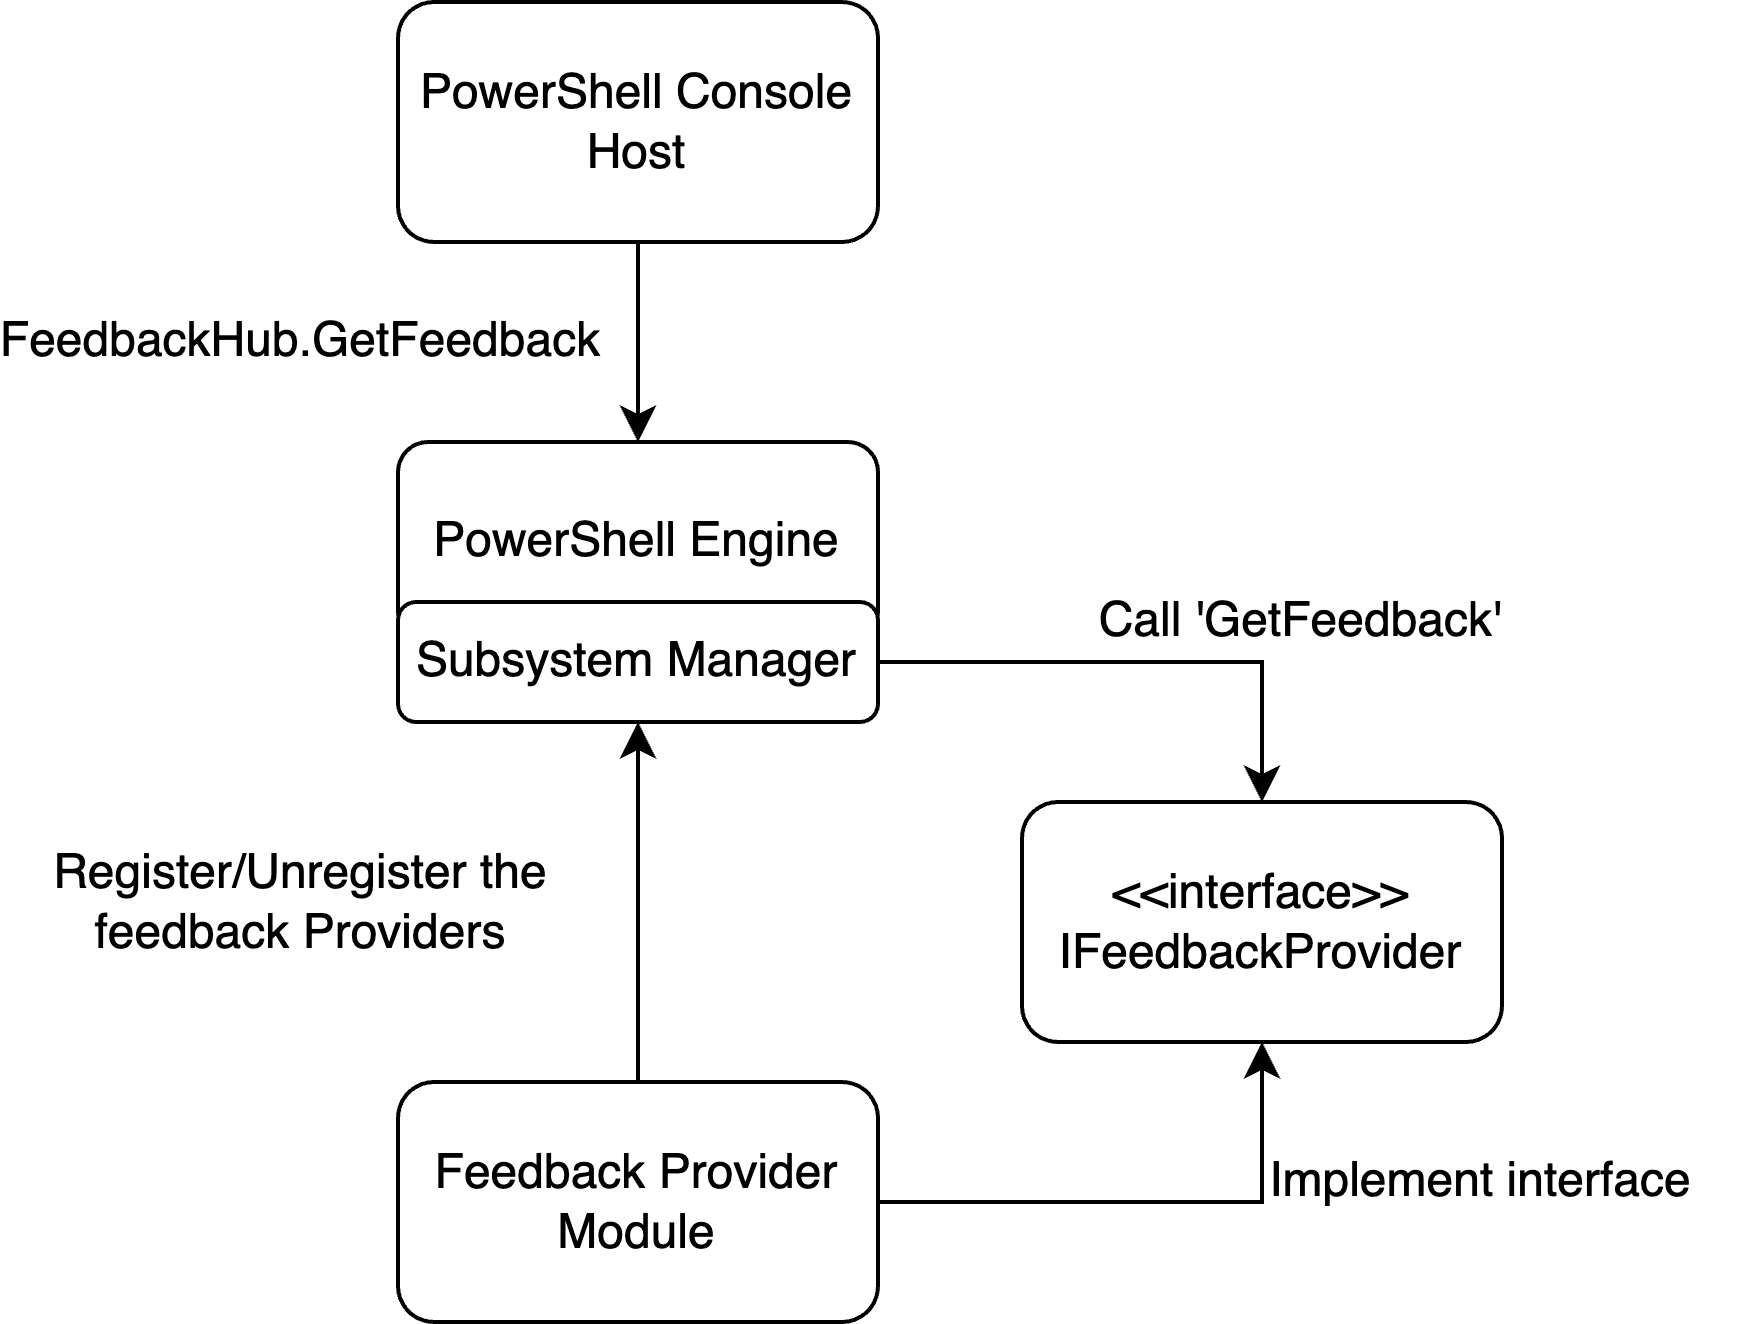 PowerShell Console
Host
FeedbackHub.GetFeedback
PowerShell Engine
Subsystem Manager
Call 'GetFeedback'
Register/Unregister the
feedback Providers
<<interface>>
IFeedbackProvider
Feedback Provider
Module
Implement interface